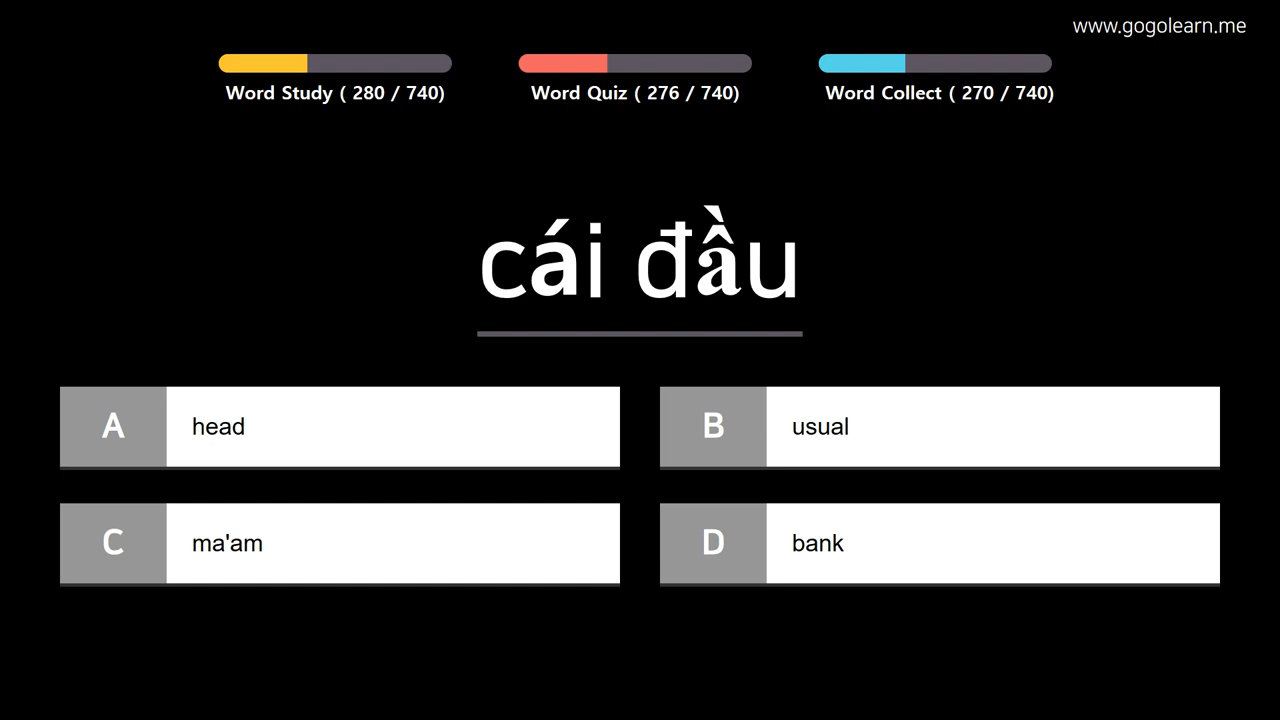 www.gogolearn.me
Word Study ( 280 / 740)
Word Quiz ( 276 / 740)
Word Collect ( 270 / 740)
cái đầu
A
head
B
usual
C
ma'am
D
bank